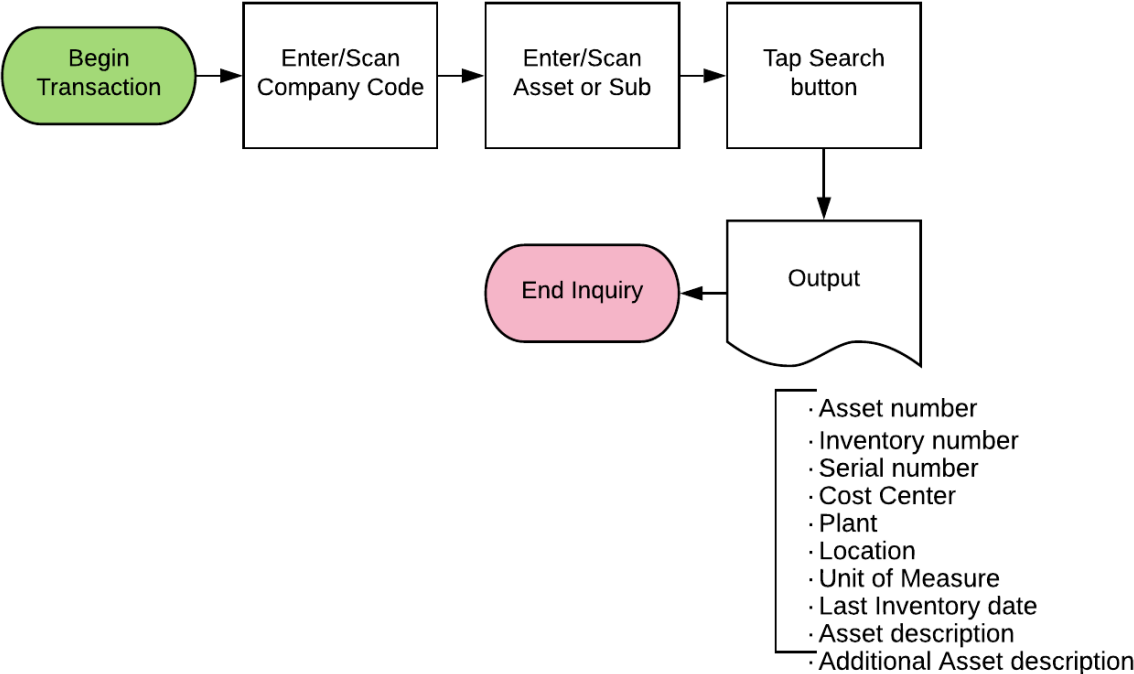 Begin
Transaction
Enter/Scan
Company Code
Enter/Scan
Asset or Sub
Tap Search
button
Output
End Inquiry
· Asset number
· Inventory number
· Serial number
· Cost Center
· Plant
· Location
· Unit of Measure
· Last Inventory date
· Asset description
· Additional Asset description